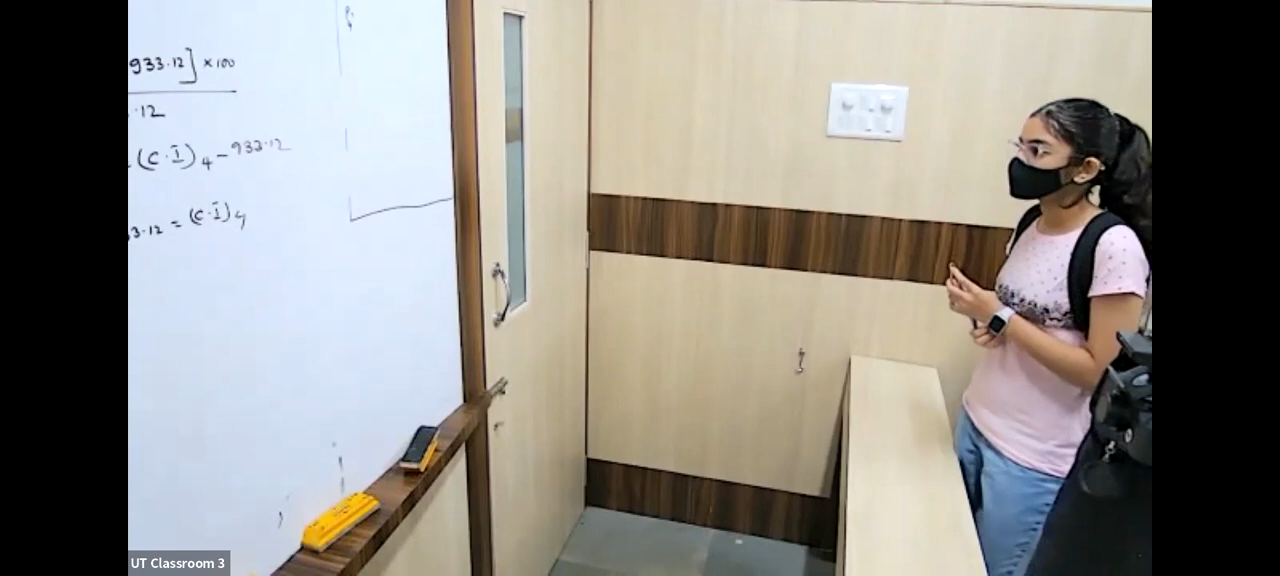 933.12] × 100
.12
(C.I)4 - 933.12
3.12 = (C.I)4
UT Classroom 3